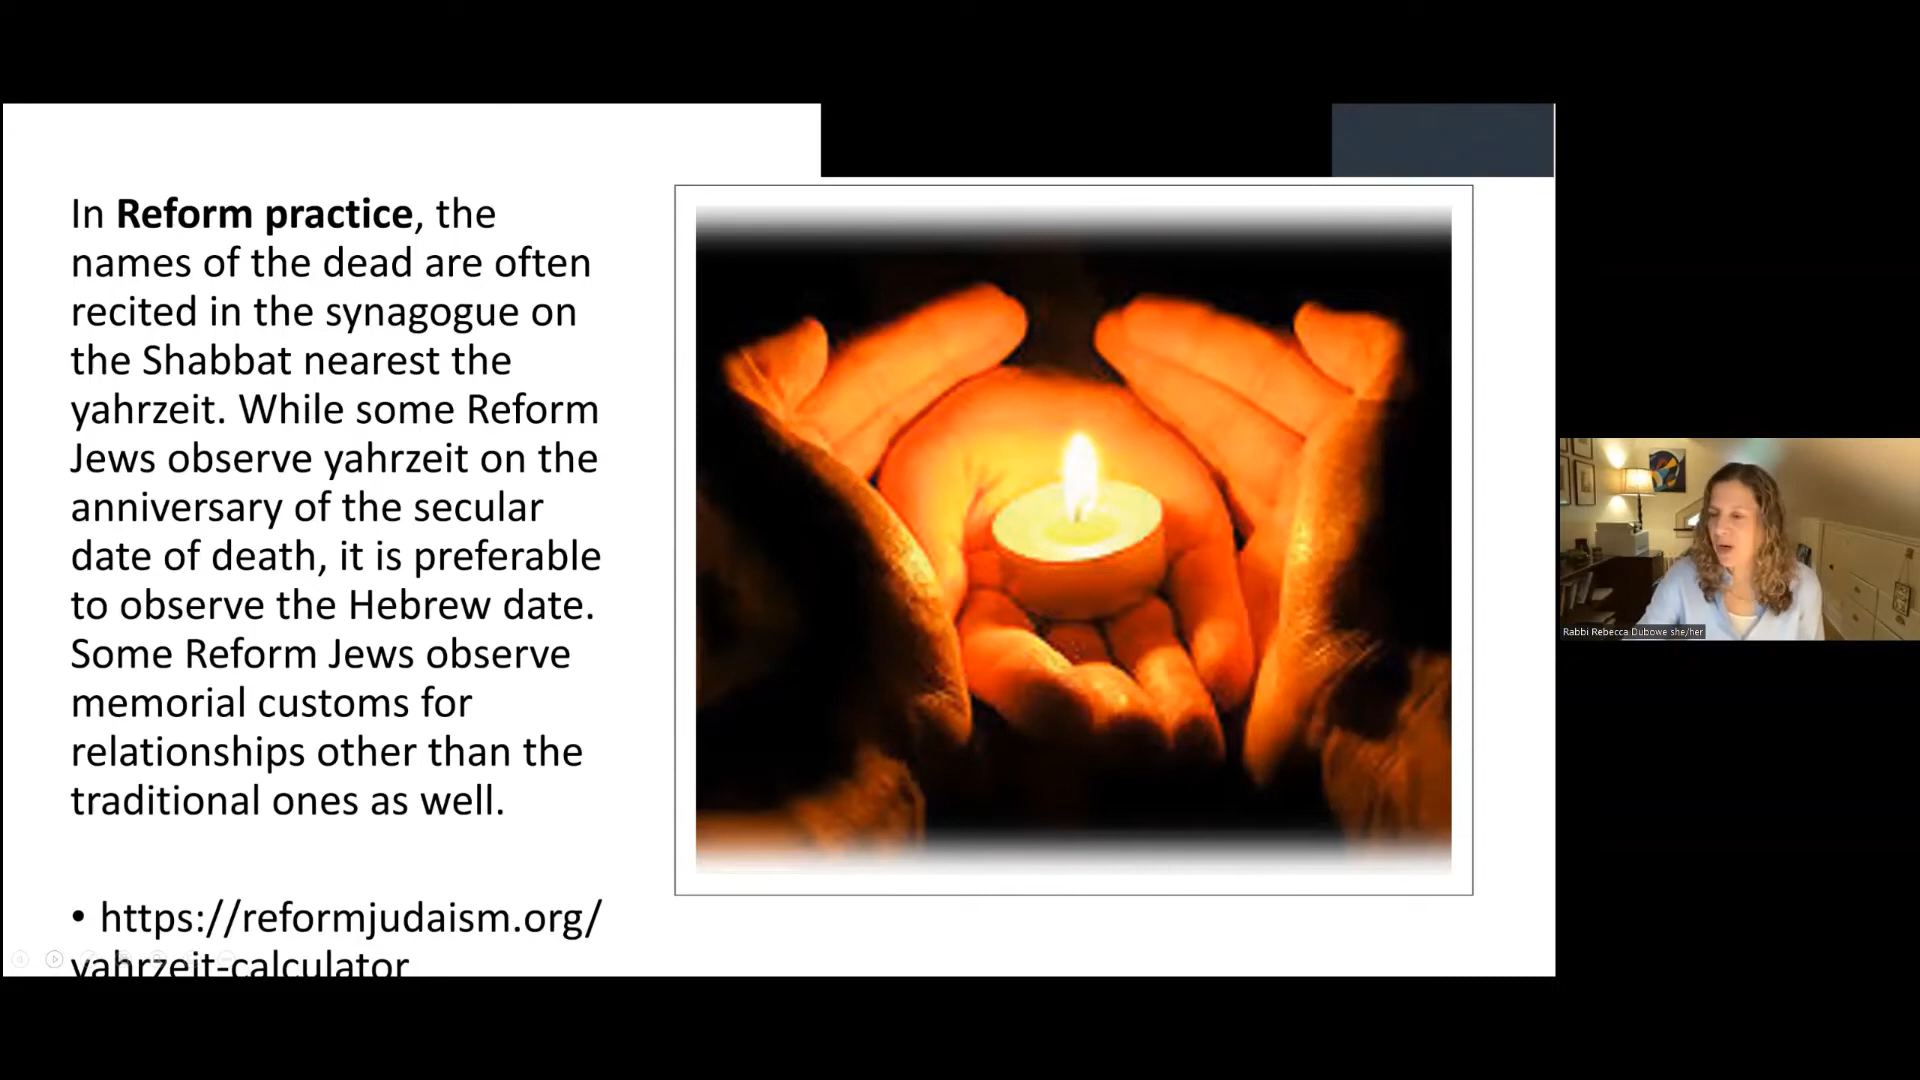 In Reform practice, the
names of the dead are often
recited in the synagogue on
the Shabbat nearest the
yahrzeit. While some Reform
Jews observe yahrzeit on the
anniversary of the secular
date of death, it is preferable
to observe the Hebrew date.
Some Reform Jews observe
memorial customs for
relationships other than the
traditional ones as well.
• https://reformjudaism.org/
yahrzeit-calculator
Rabbi Rebecca Dubowe she/her